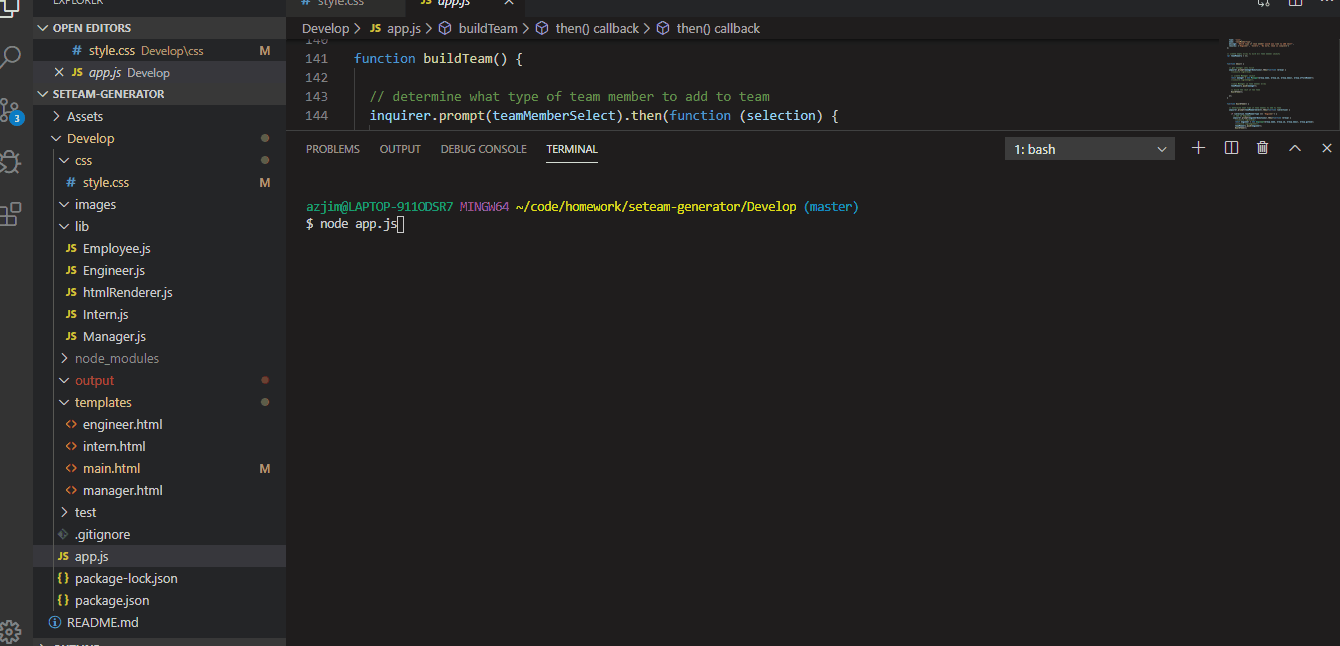 EXPLORER
OPEN EDITORS
# style.css Develop\css M
JS app.js Develop
SETEAM-GENERATOR
Assets
Develop
css
# style.css M
images
lib
JS Employee.js
JS Engineer.js
JS htmlRenderer.js
JS Intern.js
JS Manager.js
node_modules
output
templates
<> engineer.html
<> intern.html
<> main.html M
<> manager.html
test
.gitignore
JS app.js
{} package-lock.json
{} package.json
README.md
3
# style.css
JS app.js
Develop > JS app.js > buildTeam > then() callback > then() callback
140
141 function buildTeam() {
142
143 // determine what type of team member to add to team
144 inquirer.prompt(teamMemberSelect).then(function (selection) {
PROBLEMS OUTPUT DEBUG CONSOLE TERMINAL 1: bash
azjim@LAPTOP-911ODSR7 MINGW64 ~/code/homework/seteam-generator/Develop (master)
$ node app.js